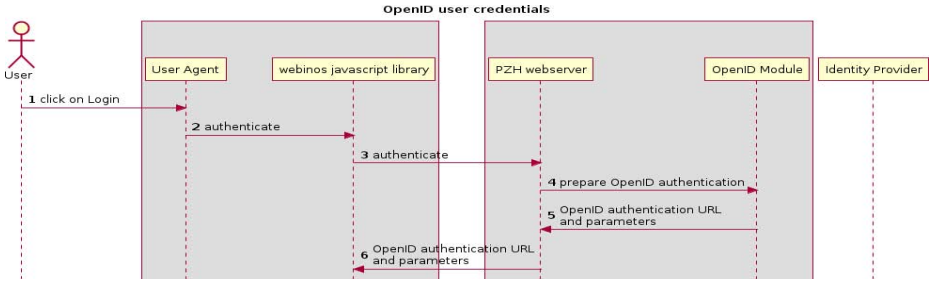 OpenID user credentials
User
User Agent
webinos javascript library
PZH webserver
OpenID Module
Identity Provider
1 click on Login
2 authenticate
3 authenticate
4 prepare OpenID authentication
5 OpenID authentication URL
and parameters
6 OpenID authentication URL
and parameters